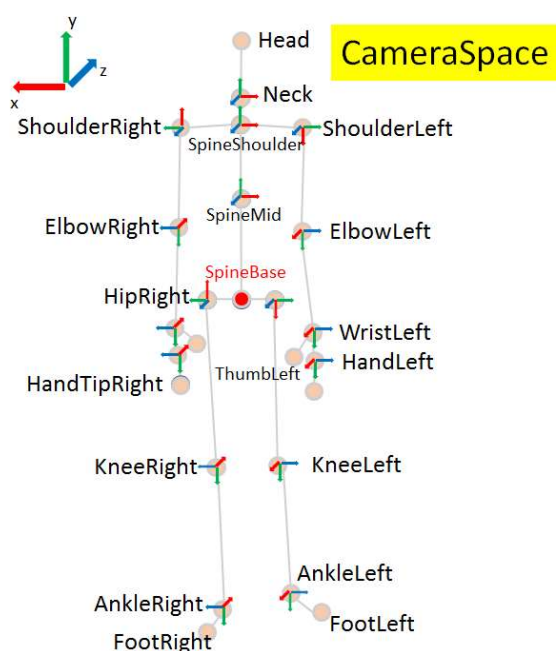 y
Head
CameraSpace
z
x
Neck
ShoulderRight
ShoulderLeft
SpineShoulder
SpineMid
ElbowRight
ElbowLeft
SpineBase
HipRight
WristLeft
HandLeft
ThumbLeft
HandTipRight
KneeRight
KneeLeft
AnkleLeft
AnkleRight
FootLeft
FootRight